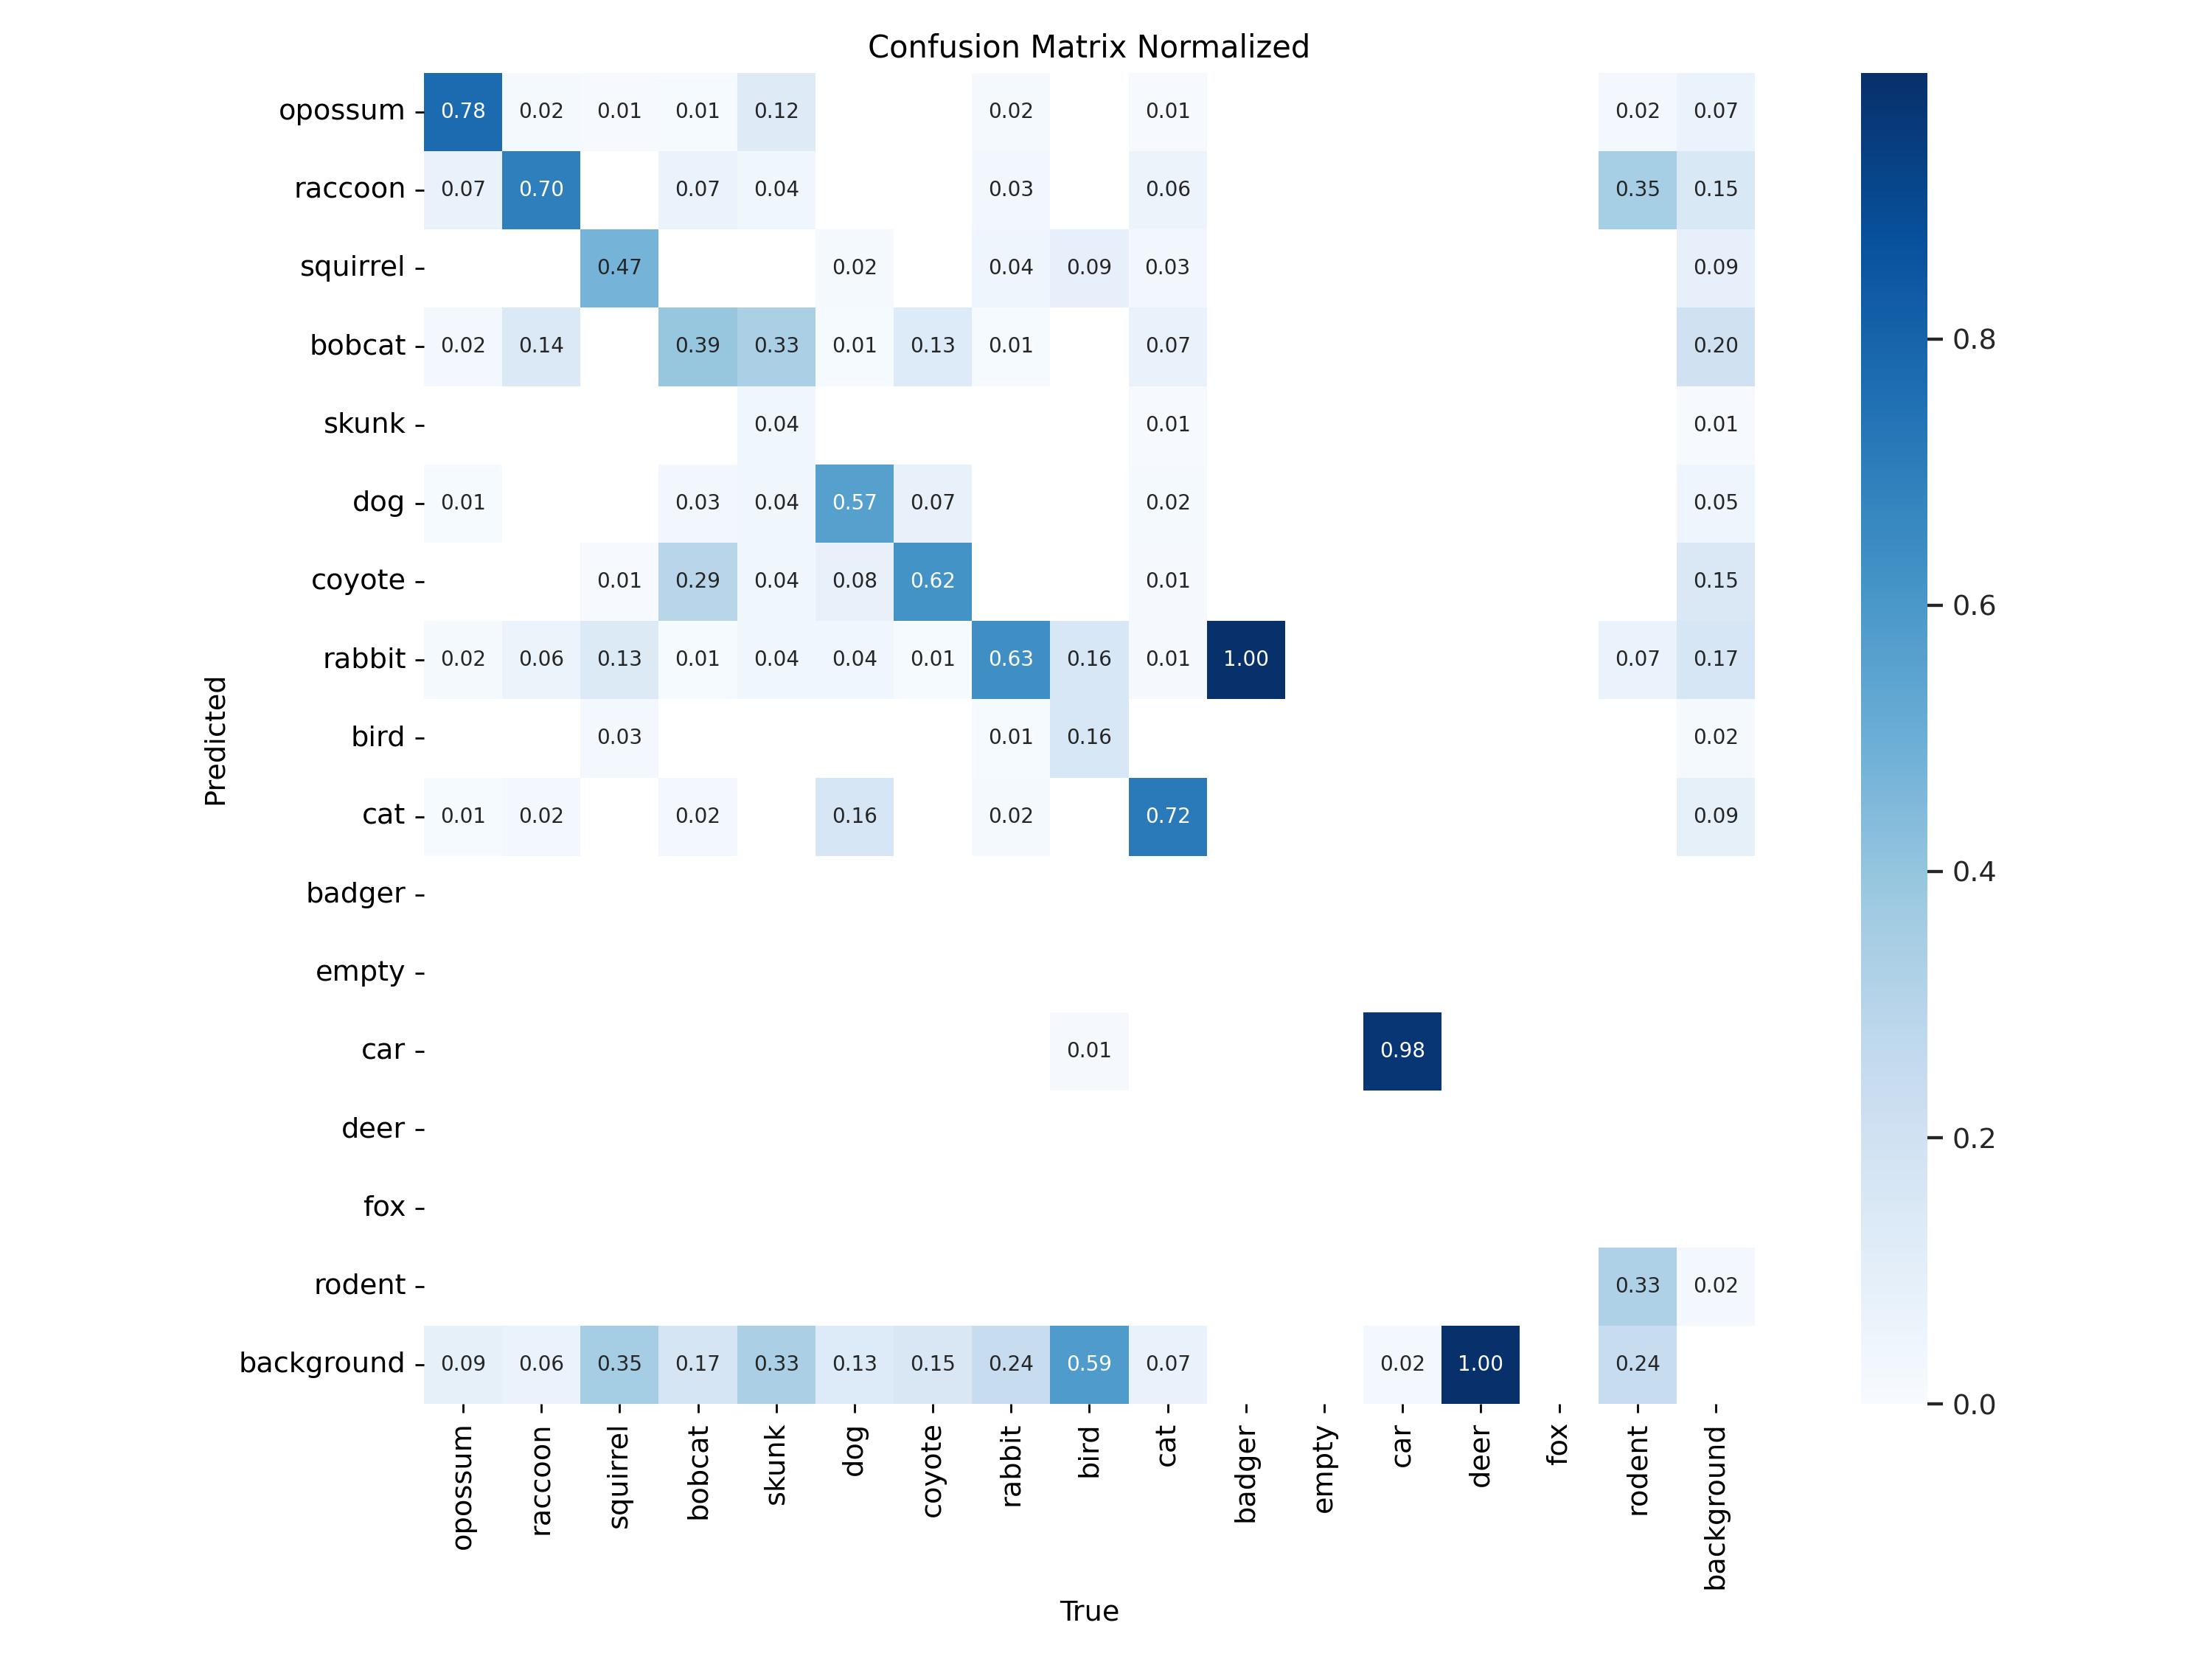 Confusion Matrix Normalized
opossum 0.78 0.02 0.01 0.01 0.12 0.02 0.01 0.02 0.07
raccoon 0.07 0.70 0.07 0.04 0.03 0.06 0.35 0.15
squirrel 0.47 0.02 0.04 0.09 0.03 0.09
bobcat 0.02 0.14 0.39 0.33 0.01 0.13 0.01 0.07 0.20
skunk 0.04 0.01 0.01
dog 0.01 0.03 0.04 0.57 0.07 0.02 0.05
coyote 0.01 0.29 0.04 0.08 0.62 0.01 0.15
rabbit 0.02 0.06 0.13 0.01 0.04 0.04 0.01 0.63 0.16 0.01 1.00 0.07 0.17
bird 0.03 0.01 0.16 0.02
cat 0.01 0.02 0.02 0.16 0.02 0.72 0.09
badger
empty
car 0.01 0.98
deer
fox
rodent 0.33 0.02
background 0.09 0.06 0.35 0.17 0.33 0.13 0.15 0.24 0.59 0.07 0.02 1.00 0.24
Predicted
opossum raccoon squirrel bobcat skunk dog coyote rabbit bird cat badger empty car deer fox rodent background
True
0.8
0.6
0.4
0.2
0.0